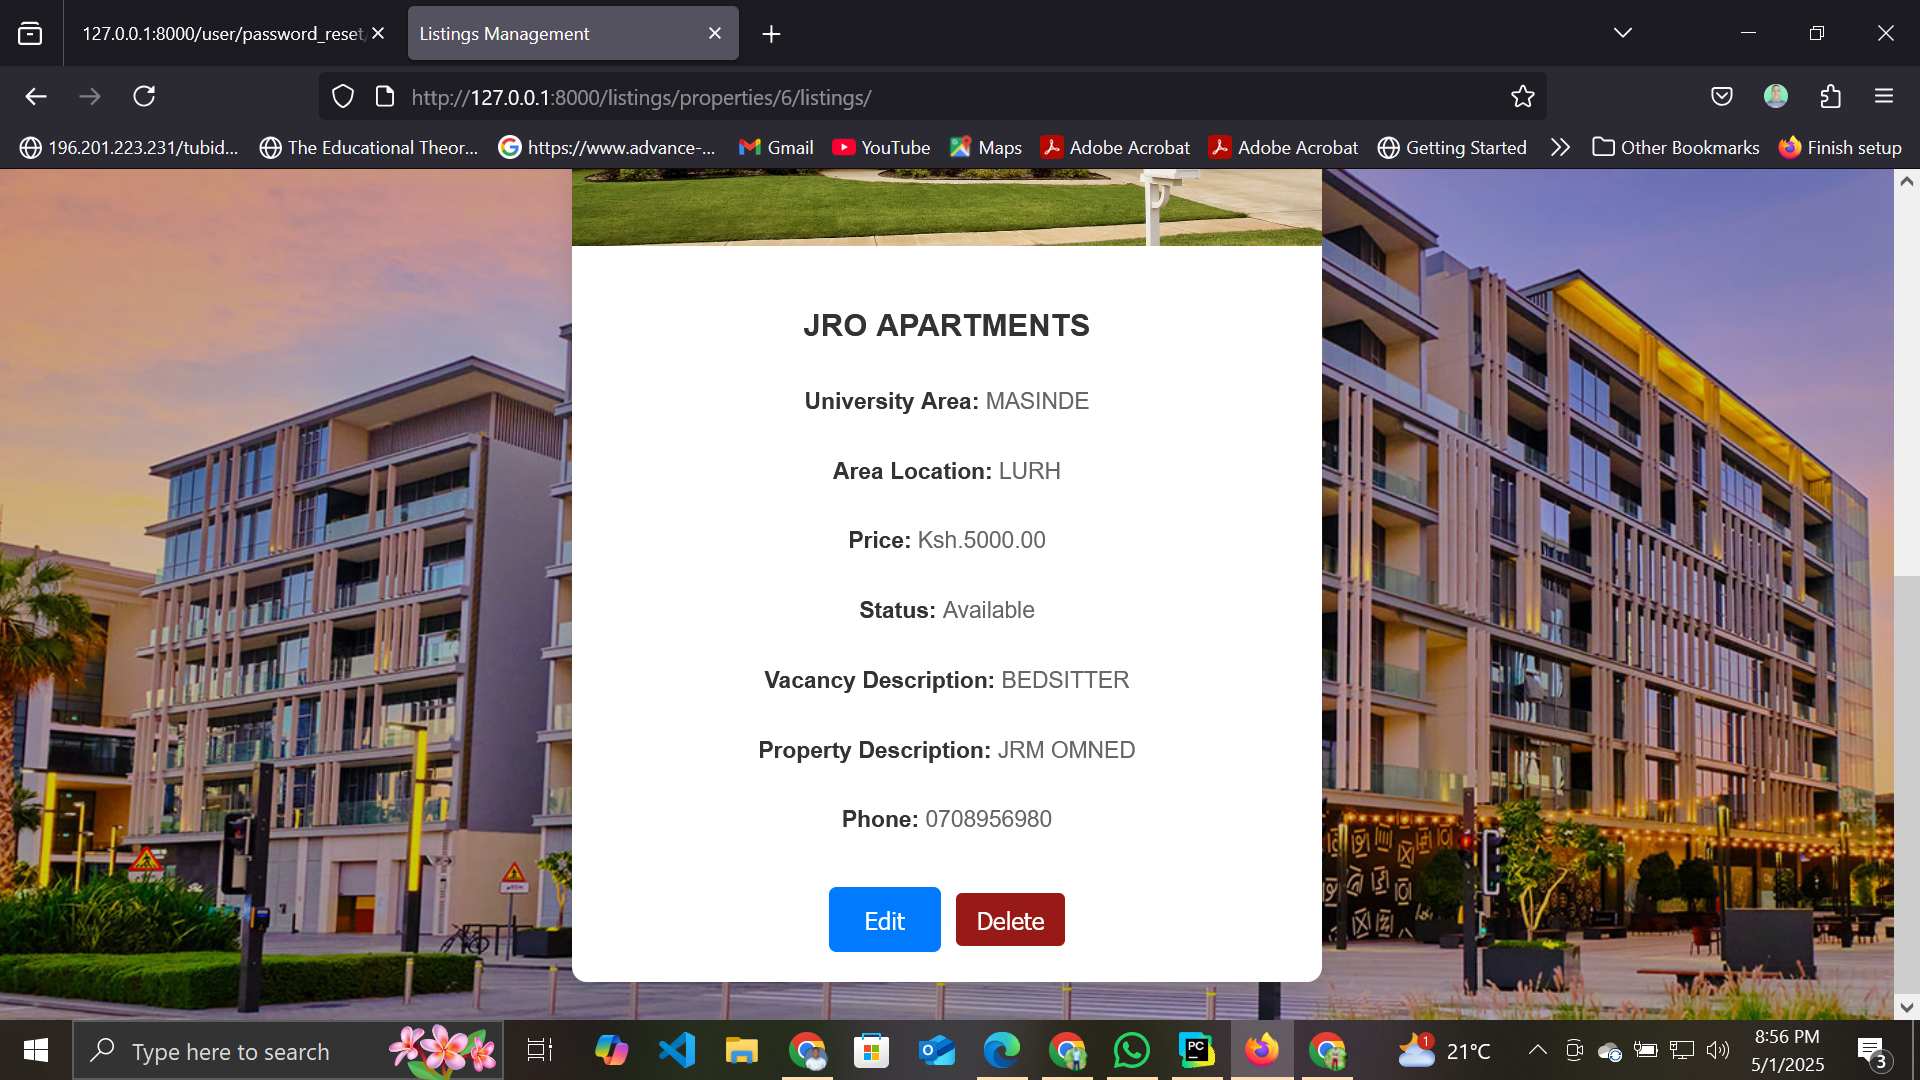 127.0.0.1:8000/user/password_reset/
Listings Management
http://127.0.0.1:8000/listings/properties/6/listings/
196.201.223.231/tubid...
The Educational Theor...
https://www.advance-...
Gmail
YouTube
Maps
Adobe Acrobat
Adobe Acrobat
Getting Started
Other Bookmarks
Finish setup
JRO APARTMENTS
University Area: MASINDE
Area Location: LURH
Price: Ksh.5000.00
Status: Available
Vacancy Description: BEDSITTER
Property Description: JRM OMNED
Phone: 0708956980
Edit
Delete
Type here to search
PC
1
21°C
8:56 PM
5/1/2025
3